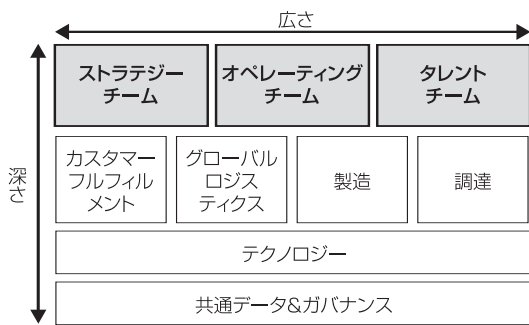 広さ
深さ
ストラテジー
チーム
オペレーティング
チーム
タレント
チーム
カスタマー
フルフィル
メント
グローバル
ロジス
ティクス
製造
調達
テクノロジー
共通データ&ガバナンス